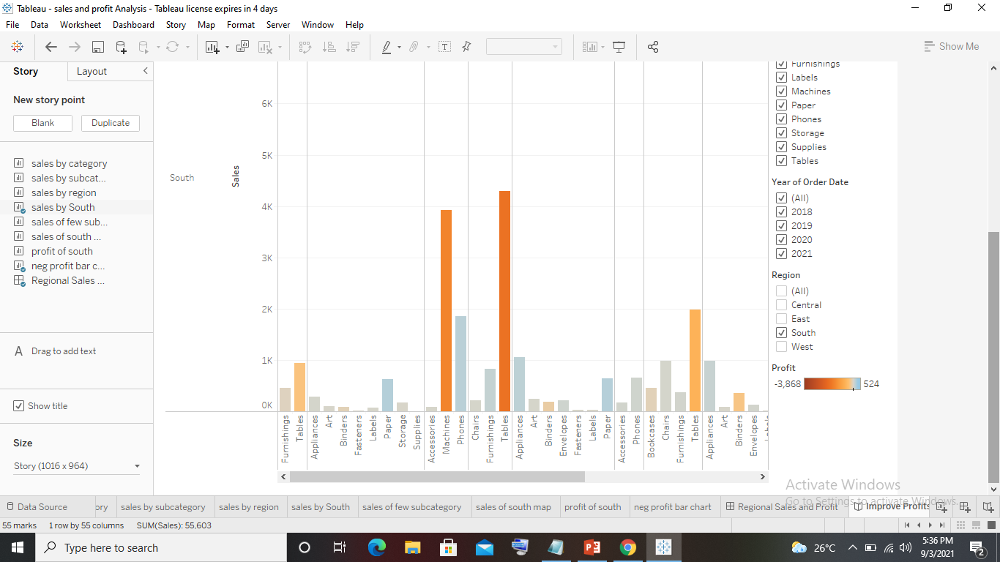 Tableau - sales and profit Analysis - Tableau license expires in 4 days
File Data Worksheet Dashboard Story Map Format Server Window Help
Show Me
Story Layout
New story point
Blank Duplicate
sales by category
sales by subcat...
sales by region
sales by South
sales of few sub...
sales of south ...
profit of south
neg profit bar c...
Regional Sales ...
A Drag to add text
Show title
Size
Story (1016 x 964)
South
Sales
6K
5K
4K
3K
2K
1K
0K
Furnishings
Tables
Appliances
Art
Binders
Fasteners
Labels
Paper
Storage
Supplies
Accessories
Machines
Phones
Chairs
Furnishings
Tables
Appliances
Art
Binders
Envelopes
Fasteners
Labels
Paper
Accessories
Phones
Bookcases
Chairs
Furnishings
Tables
Appliances
Art
Binders
Envelopes
Furnishings
Labels
Machines
Paper
Phones
Storage
Supplies
Tables
Year of Order Date
(All)
2018
2019
2020
2021
Region
(All)
Central
East
South
West
Profit
-3,868 524
Activate Windows
Go to Settings to activate Windows.
Data Source ory sales by subcategory sales by region sales by South sales of few subcategory sales of south map profit of south neg profit bar chart Regional Sales and Profit Improve Profits
55 marks 1 row by 55 columns SUM(Sales): 55,603
Type here to search
26°C
5:36 PM
9/3/2021
2